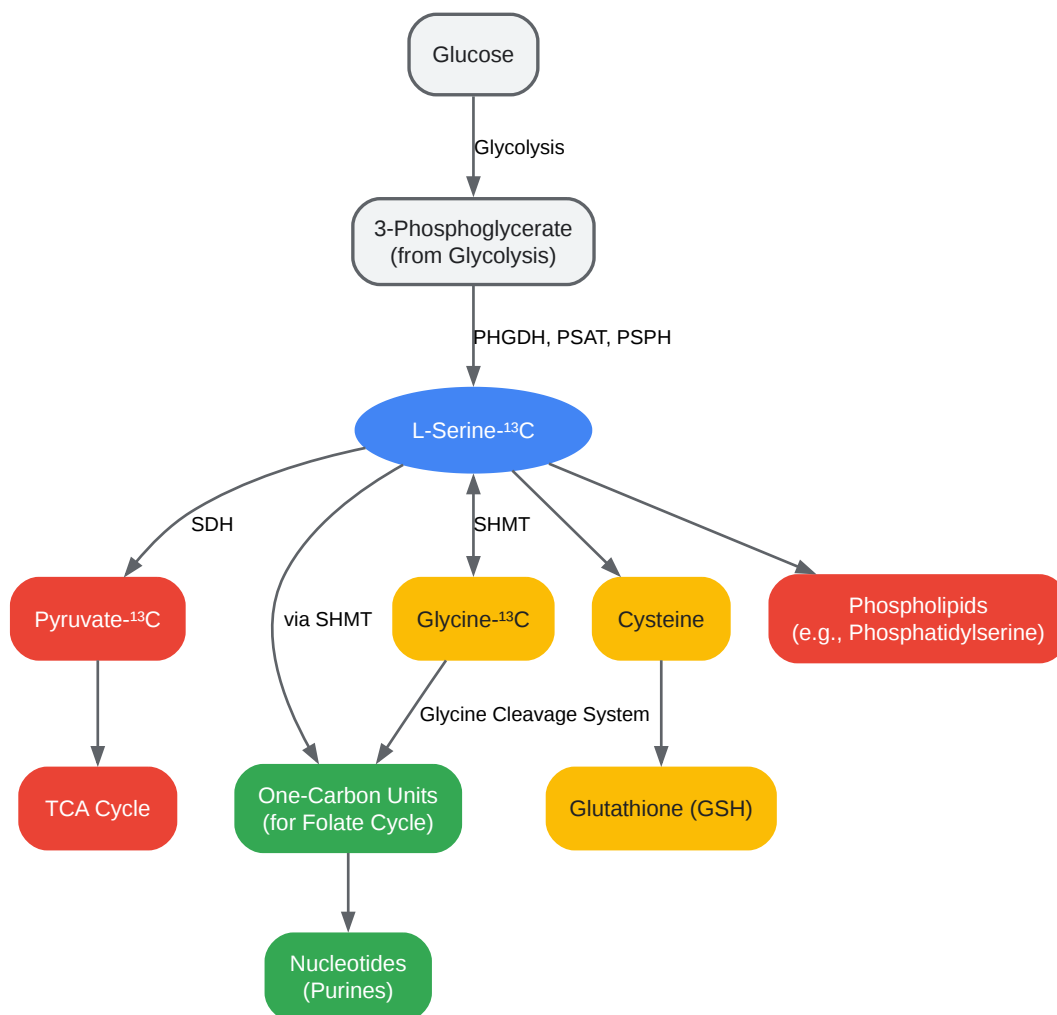 Glucose
Glycolysis
3-Phosphoglycerate
(from Glycolysis)
PHGDH, PSAT, PSPH
L-Serine-¹³C
SDH
SHMT
Pyruvate-¹³C
via SHMT
Glycine-¹³C
Cysteine
Phospholipids
(e.g., Phosphatidylserine)
Glycine Cleavage System
TCA Cycle
One-Carbon Units
(for Folate Cycle)
Glutathione (GSH)
Nucleotides
(Purines)